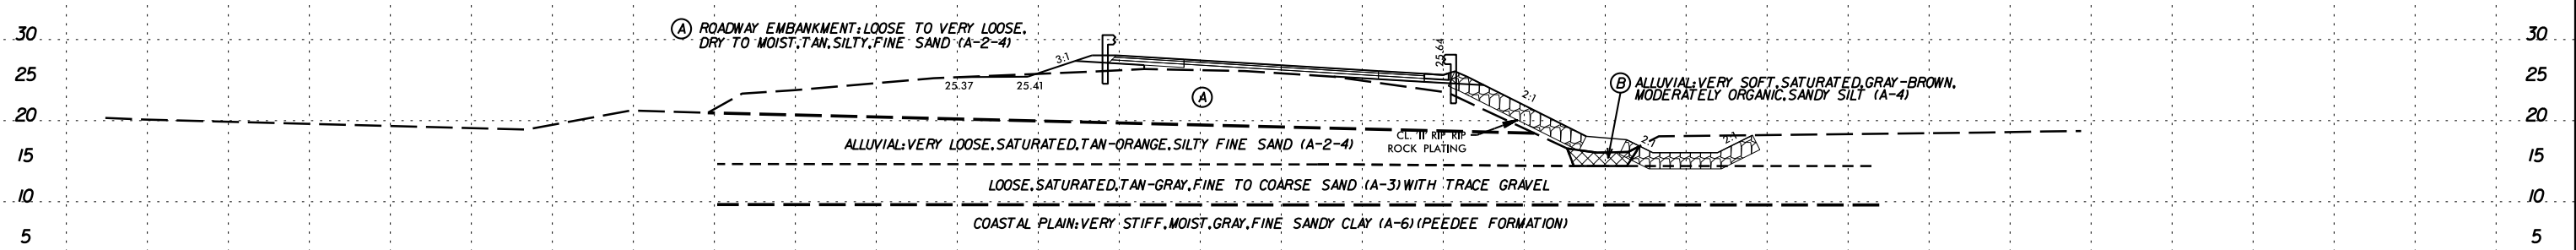 30
25
20
15
10
5
A ROADWAY EMBANKMENT: LOOSE TO VERY LOOSE,
DRY TO MOIST, TAN, SILTY, FINE SAND (A-2-4)
3:1
25.37
25.41
A
25.64
2:1
B ALLUVIAL: VERY SOFT, SATURATED, GRAY-BROWN,
MODERATELY ORGANIC, SANDY SILT (A-4)
CL. 'II' RIP RIP
ROCK PLATING
2:1
2:1
ALLUVIAL: VERY LOOSE, SATURATED, TAN-ORANGE, SILTY FINE SAND (A-2-4)
LOOSE, SATURATED, TAN-GRAY, FINE TO COARSE SAND (A-3) WITH TRACE GRAVEL
COASTAL PLAIN: VERY STIFF, MOIST, GRAY, FINE SANDY CLAY (A-6) (PEEDEE FORMATION)
30
25
20
15
10
5